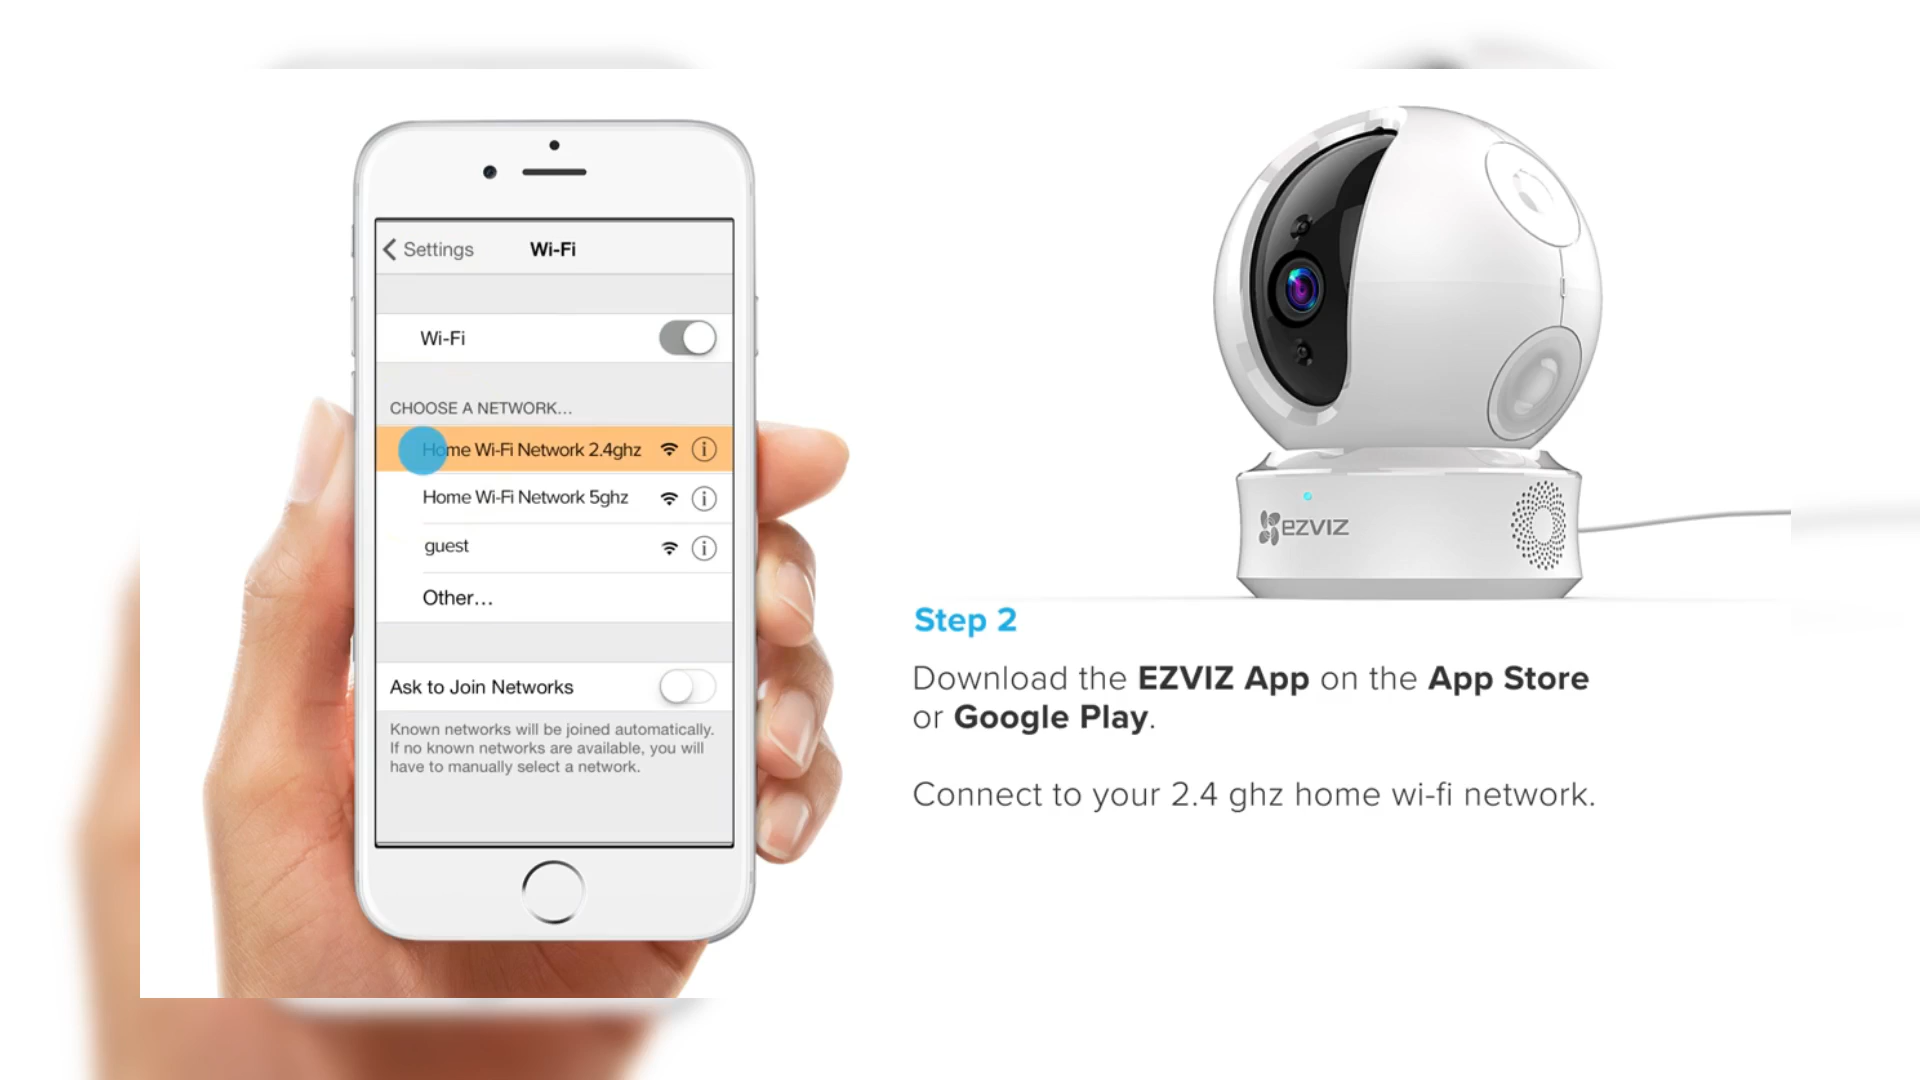 Settings Wi-Fi
Wi-Fi
CHOOSE A NETWORK...
Home Wi-Fi Network 2.4ghz
Home Wi-Fi Network 5ghz
guest
Other...
Ask to Join Networks
Known networks will be joined automatically.
If no known networks are available, you will
have to manually select a network.
EZVIZ
Step 2
Download the EZVIZ App on the App Store
or Google Play.
Connect to your 2.4 ghz home wi-fi network.